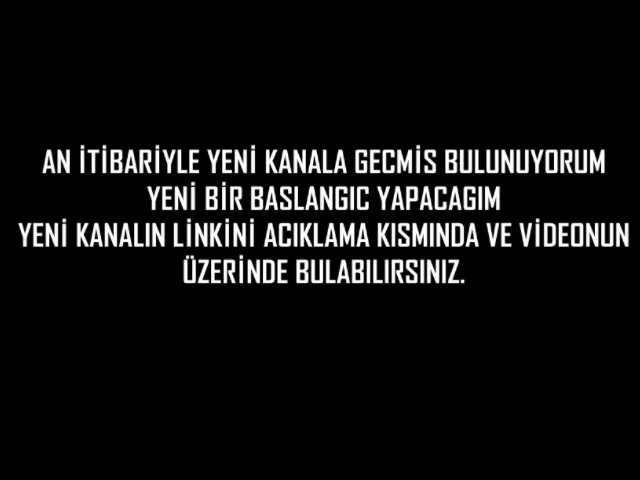 AN İTİBARİYLE YENİ KANALA GECMİS BULUNUYORUM
YENİ BİR BASLANGIC YAPACAGIM
YENİ KANALIN LİNKİNİ ACIKLAMA KISMINDA VE VİDEONUN
ÜZERİNDE BULABILIRSINIZ.